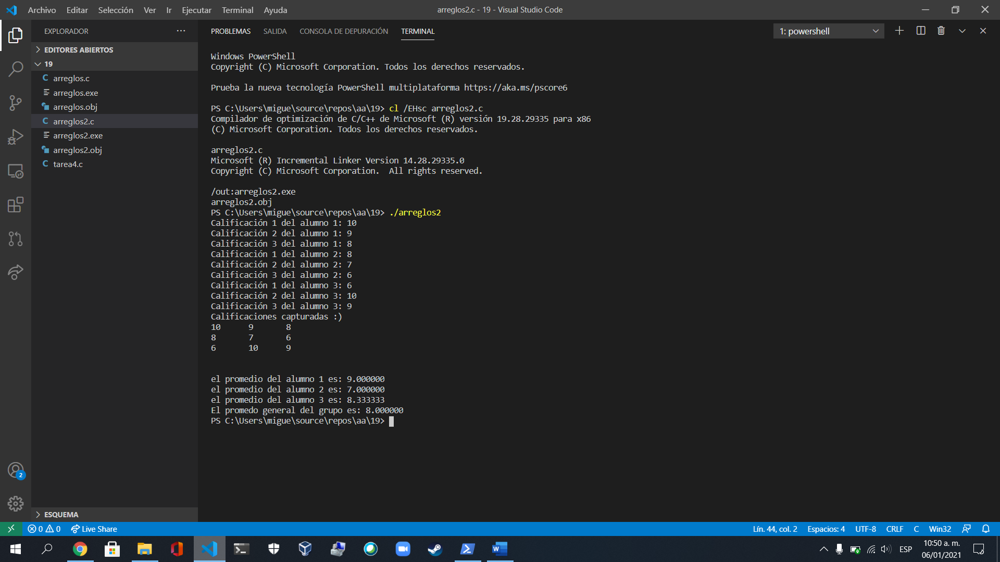 Archivo Editar Selección Ver Ir Ejecutar Terminal Ayuda
arreglos2.c - 19 - Visual Studio Code
EXPLORADOR
EDITORES ABIERTOS
19
C arreglos.c
arreglos.exe
arreglos.obj
C arreglos2.c
arreglos2.exe
arreglos2.obj
C tarea4.c
ESQUEMA
PROBLEMAS SALIDA CONSOLA DE DEPURACIÓN TERMINAL
1: powershell
Windows PowerShell
Copyright (C) Microsoft Corporation. Todos los derechos reservados.
Prueba la nueva tecnología PowerShell multiplataforma https://aka.ms/pscore6
PS C:\Users\migue\source\repos\aa\19> cl /EHsc arreglos2.c
Compilador de optimización de C/C++ de Microsoft (R) versión 19.28.29335 para x86
(C) Microsoft Corporation. Todos los derechos reservados.
arreglos2.c
Microsoft (R) Incremental Linker Version 14.28.29335.0
Copyright (C) Microsoft Corporation.  All rights reserved.
/out:arreglos2.exe
arreglos2.obj
PS C:\Users\migue\source\repos\aa\19> ./arreglos2
Calificación 1 del alumno 1: 10
Calificación 2 del alumno 1: 9
Calificación 3 del alumno 1: 8
Calificación 1 del alumno 2: 8
Calificación 2 del alumno 2: 7
Calificación 3 del alumno 2: 6
Calificación 1 del alumno 3: 6
Calificación 2 del alumno 3: 10
Calificación 3 del alumno 3: 9
Calificaciones capturadas :)
10 9 8
8 7 6
6 10 9
el promedio del alumno 1 es: 9.000000
el promedio del alumno 2 es: 7.000000
el promedio del alumno 3 es: 8.333333
El promedo general del grupo es: 8.000000
PS C:\Users\migue\source\repos\aa\19>
2
0 0 Live Share
Lín. 44, col. 2 Espacios: 4 UTF-8 CRLF C Win32
ESP
10:50 a. m.
06/01/2021